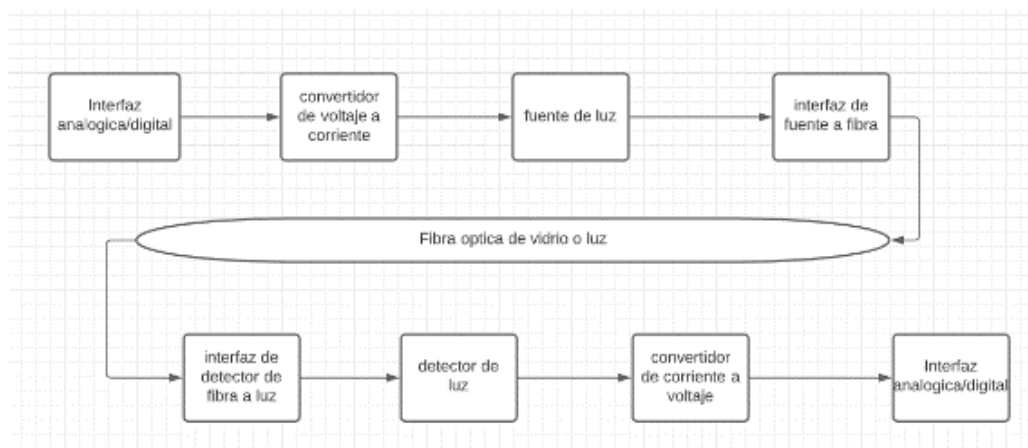 Interfaz
analogica/digital
convertidor
de voltaje a
corriente
fuente de luz
interfaz de
fuente a fibra
Fibra optica de vidrio o luz
interfaz de
detector de
fibra a luz
detector de
luz
convertidor
de corriente a
voltaje
Interfaz
analogica/digital